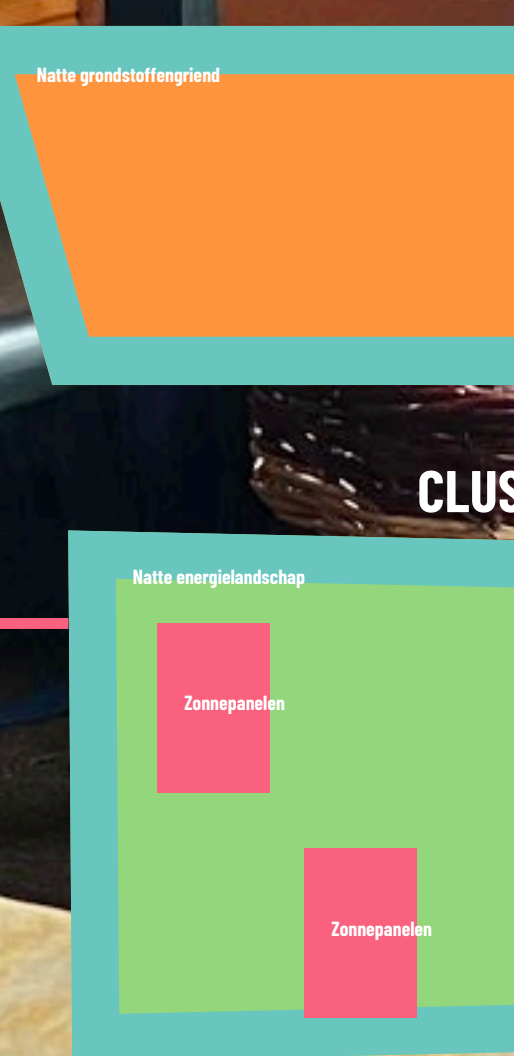 Natte grondstoffengriend
CLUS
Natte energielandschap
Zonnepanelen
Zonnepanelen